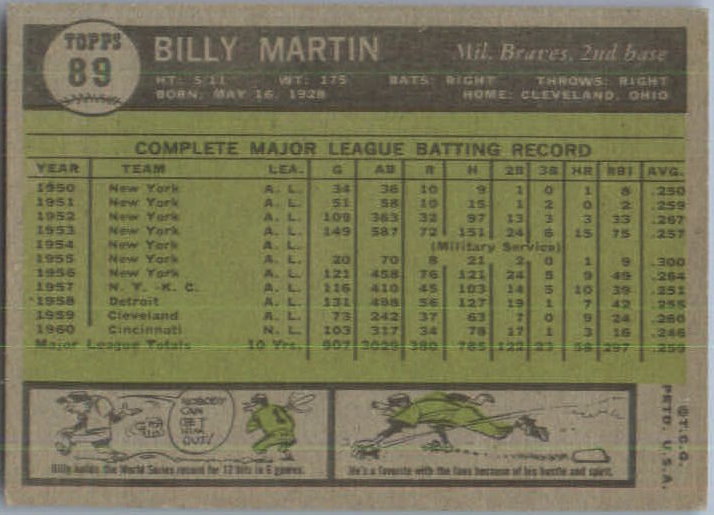 TOPPS
89
BILLY MARTIN
Mil. Braves, 2nd base
HT: 5'11 WT: 175 BATS: RIGHT THROWS: RIGHT
BORN: MAY 16, 1928 HOME: CLEVELAND, OHIO
COMPLETE MAJOR LEAGUE BATTING RECORD
YEAR TEAM LEA. G AB R H 2B 3B HR RBI AVG.
1950 New York A. L. 34 36 10 9 1 0 1 8 .250
1951 New York A. L. 51 58 10 15 1 2 0 2 .259
1952 New York A. L. 109 363 32 97 13 3 3 33 .267
1953 New York A. L. 149 587 72 151 24 6 15 75 .257
1954 New York A. L. (Military Service)
1955 New York A. L. 20 70 8 21 2 0 1 9 .300
1956 New York A. L. 121 458 76 121 24 5 9 49 .264
1957 N. Y. -K. C. A. L. 116 410 45 103 14 5 10 39 .251
1958 Detroit A. L. 131 498 56 127 19 1 7 42 .255
1959 Cleveland A. L. 73 242 37 63 7 0 9 24 .260
1960 Cincinnati N. L. 103 317 34 78 17 1 3 16 .246
Major League Totals 10 Yrs. 907 3029 380 785 122 23 58 297 .259
NOBODY
CAN
GET
HIM
OUT!
Billy holds the World Series record for 12 hits in 6 games.
He's a favorite with the fans because of his hustle and spirit.
©T.C.G.
PRTD. U.S.A.